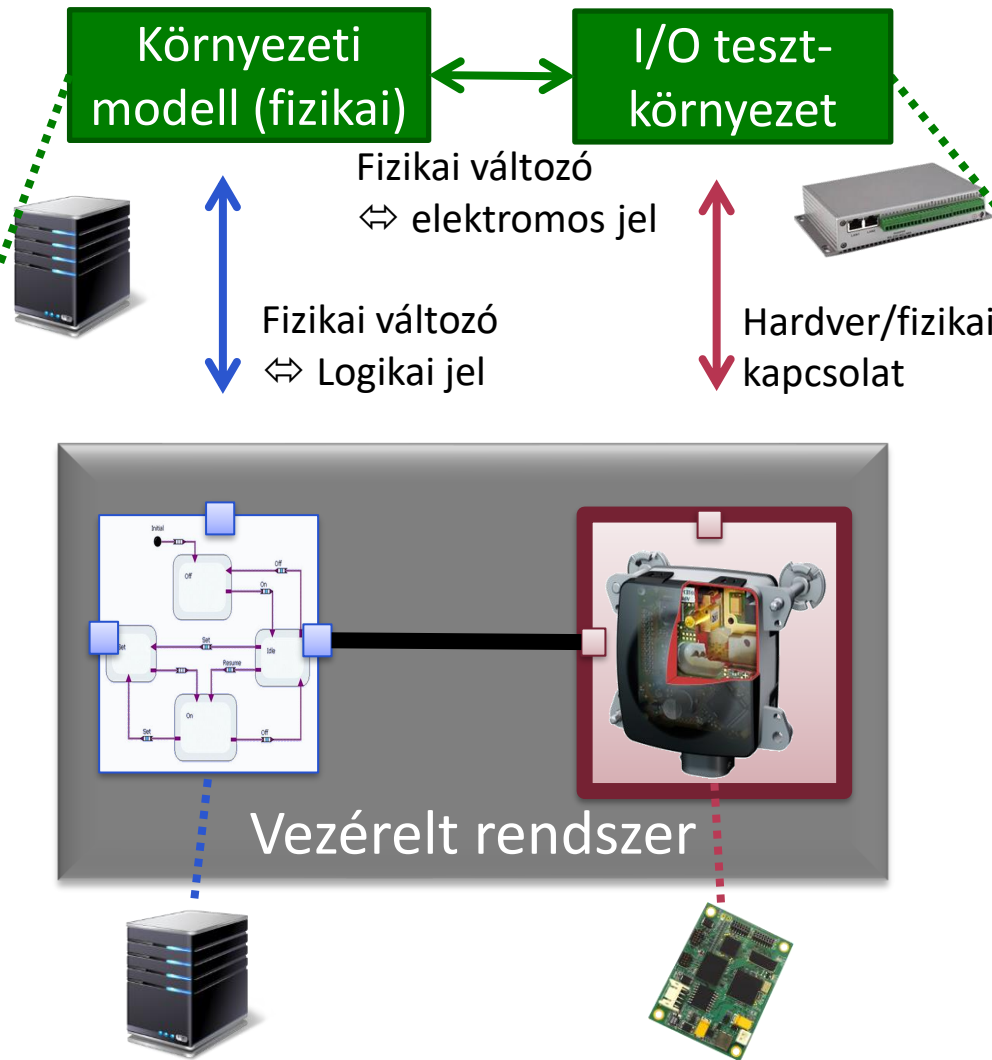 Környezeti
modell (fizikai)
I/O teszt-
környezet
Fizikai változó
⇔ elektromos jel
Fizikai változó
⇔ Logikai jel
Hardver/fizikai
kapcsolat
Initial
Off
Off
On
Set
Idle
Resume
On
Set
Off
Vezérelt rendszer